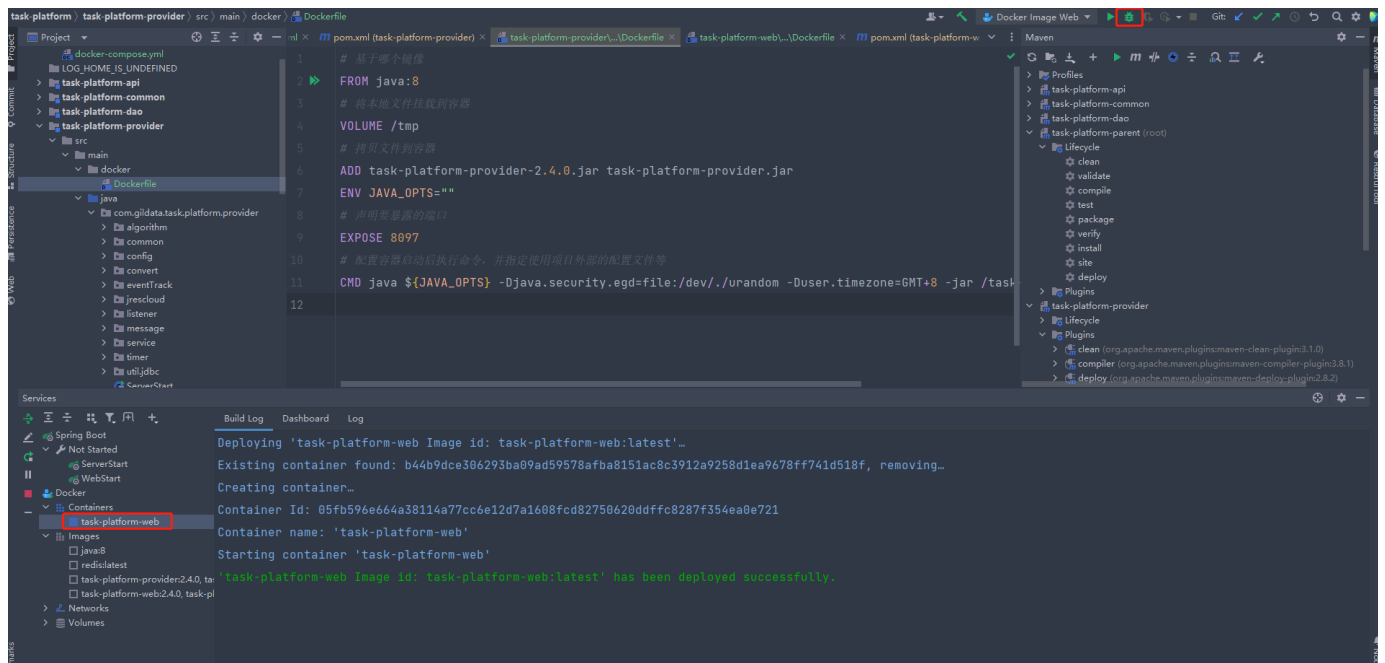 task-platform › task-platform-provider › src › main › docker › Dockerfile
Docker Image Web
Git:
Project
ml ×
pom.xml (task-platform-provider) ×
task-platform-provider\...\Dockerfile ×
task-platform-web\...\Dockerfile ×
pom.xml (task-platform-w
Maven
Project
Commit
Structure
Persistence
Web
docker-compose.yml
LOG_HOME_IS_UNDEFINED
task-platform-api
task-platform-common
task-platform-dao
task-platform-provider
src
main
docker
Dockerfile
java
com.gildata.task.platform.provider
algorithm
common
config
convert
eventTrack
jrescloud
listener
message
service
timer
util.jdbc
ServerStart
1 # 基于哪个镜像
2 FROM java:8
3 # 将本地文件挂载到容器
4 VOLUME /tmp
5 # 拷贝文件到容器
6 ADD task-platform-provider-2.4.0.jar task-platform-provider.jar
7 ENV JAVA_OPTS=""
8 # 声明要暴露的端口
9 EXPOSE 8097
10 # 配置容器启动后执行命令，并指定使用项目外部的配置文件等
11 CMD java ${JAVA_OPTS} -Djava.security.egd=file:/dev/./urandom -Duser.timezone=GMT+8 -jar /task
12
Profiles
task-platform-api
task-platform-common
task-platform-dao
task-platform-parent (root)
Lifecycle
clean
validate
compile
test
package
verify
install
site
deploy
Plugins
task-platform-provider
Lifecycle
Plugins
clean (org.apache.maven.plugins:maven-clean-plugin:3.1.0)
compiler (org.apache.maven.plugins:maven-compiler-plugin:3.8.1)
deploy (org.apache.maven.plugins:maven-deploy-plugin:2.8.2)
Maven
Database
Services
Build Log
Dashboard
Log
Spring Boot
Not Started
ServerStart
WebStart
Docker
Containers
task-platform-web
Images
java:8
redis:latest
task-platform-provider:2.4.0, tas
task-platform-web:2.4.0, task-pl
Networks
Volumes
Deploying 'task-platform-web Image id: task-platform-web:latest'…
Existing container found: b44b9dce306293ba09ad59578afba8151ac8c3912a9258d1ea9678ff741d518f, removing…
Creating container…
Container Id: 05fb596e664a38114a77cc6e12d7a1608fcd82750620ddffc8287f354ea0e721
Container name: 'task-platform-web'
Starting container 'task-platform-web'
'task-platform-web Image id: task-platform-web:latest' has been deployed successfully.